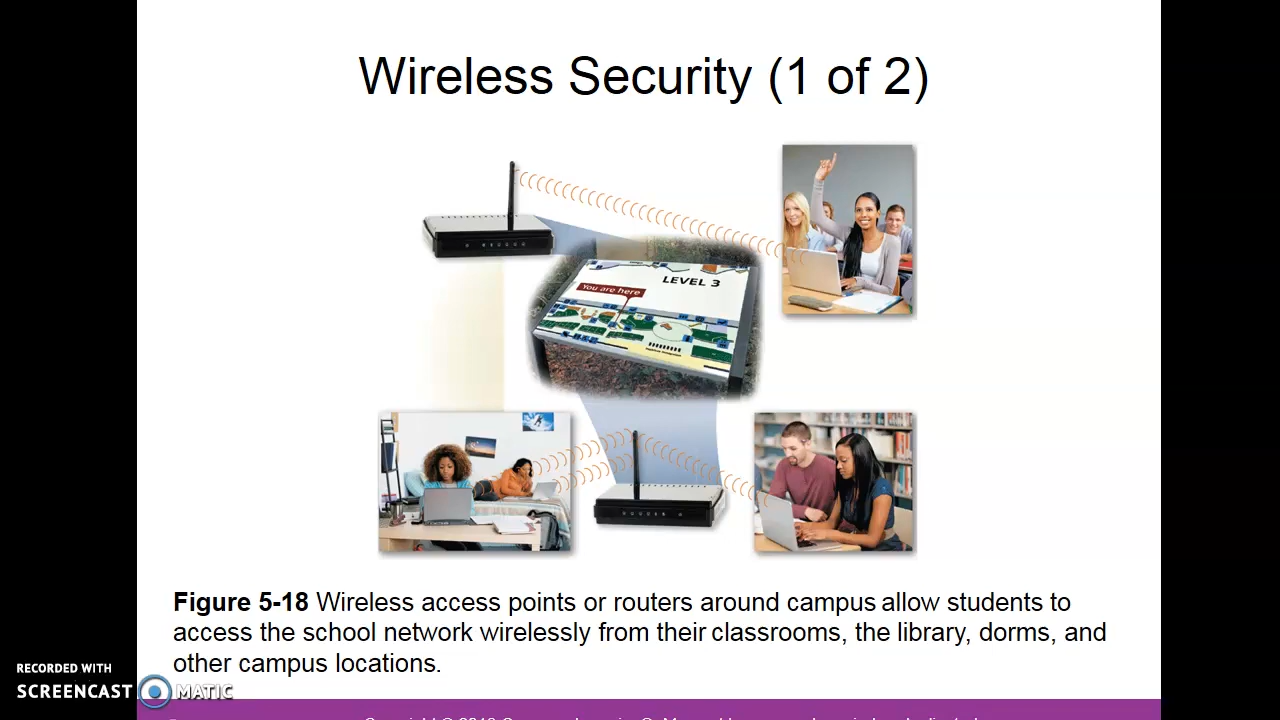 Wireless Security (1 of 2)
LEVEL 3
You are here
Figure 5-18 Wireless access points or routers around campus allow students to
access the school network wirelessly from their classrooms, the library, dorms, and
other campus locations.
RECORDED WITH
SCREENCAST MATIC